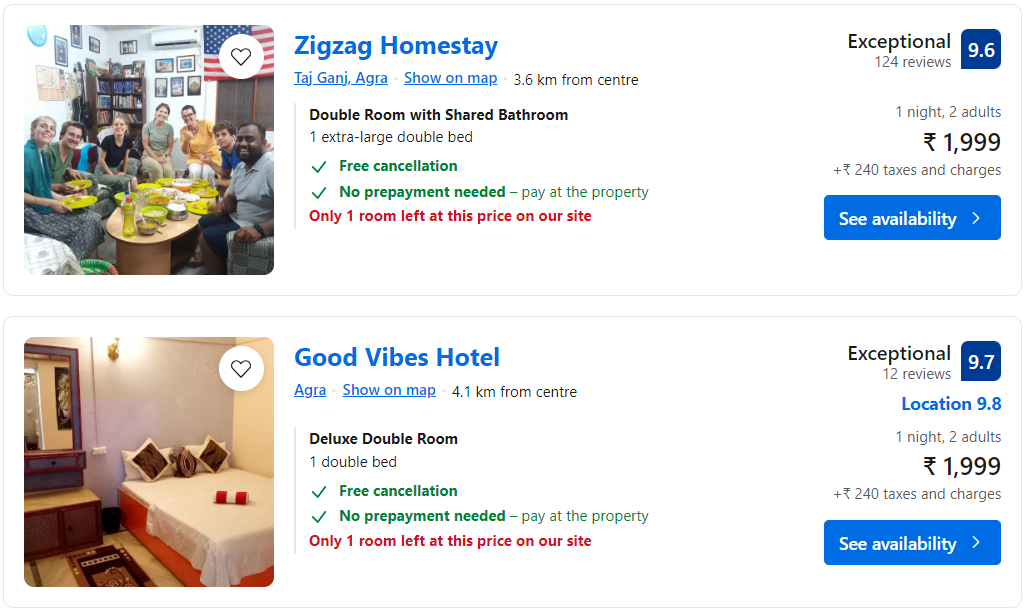 Zigzag Homestay
Taj Ganj, Agra · Show on map · 3.6 km from centre
Double Room with Shared Bathroom
1 extra-large double bed
Free cancellation
No prepayment needed – pay at the property
Only 1 room left at this price on our site
Exceptional 9.6
124 reviews
1 night, 2 adults
₹ 1,999
+₹ 240 taxes and charges
See availability
Good Vibes Hotel
Agra · Show on map · 4.1 km from centre
Deluxe Double Room
1 double bed
Free cancellation
No prepayment needed – pay at the property
Only 1 room left at this price on our site
Exceptional 9.7
12 reviews
Location 9.8
1 night, 2 adults
₹ 1,999
+₹ 240 taxes and charges
See availability